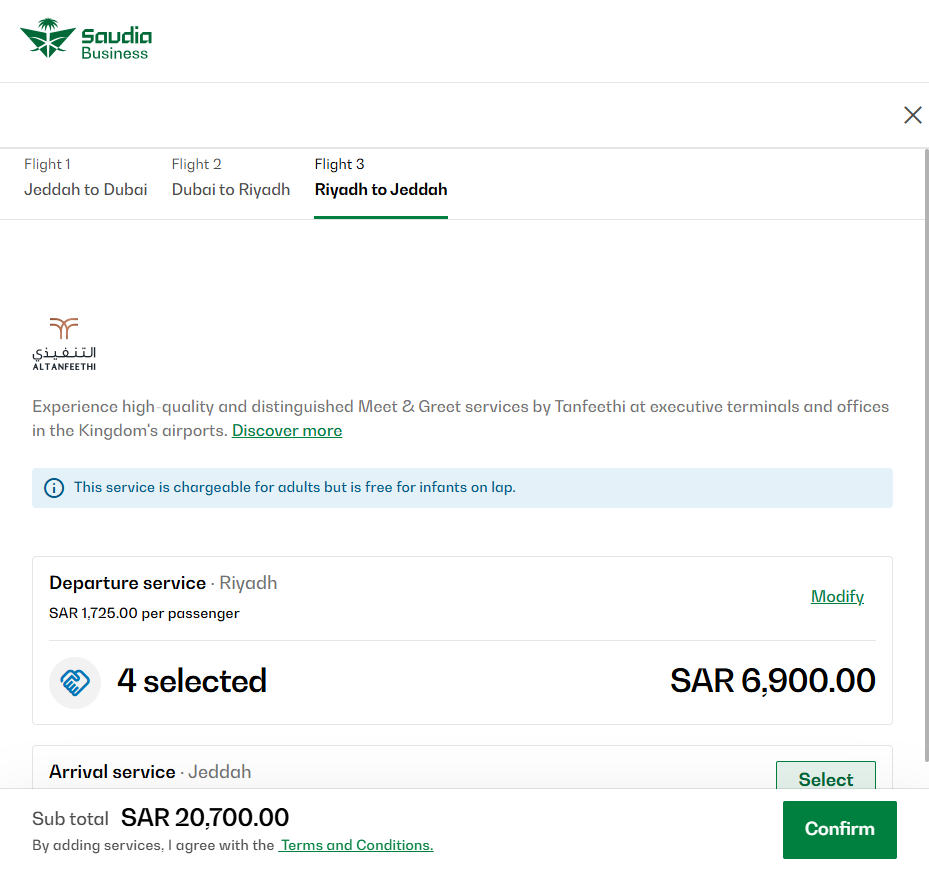 Saudia
Business
Flight 1
Flight 2
Flight 3
Jeddah to Dubai
Dubai to Riyadh
Riyadh to Jeddah
التنفيذي
ALTANFEETHI
Experience high-quality and distinguished Meet & Greet services by Tanfeethi at executive terminals and offices
in the Kingdom's airports. Discover more
This service is chargeable for adults but is free for infants on lap.
Departure service · Riyadh
Modify
SAR 1,725.00 per passenger
4 selected
SAR 6,900.00
Arrival service · Jeddah
Select
Sub total SAR 20,700.00
Confirm
By adding services, I agree with the Terms and Conditions.